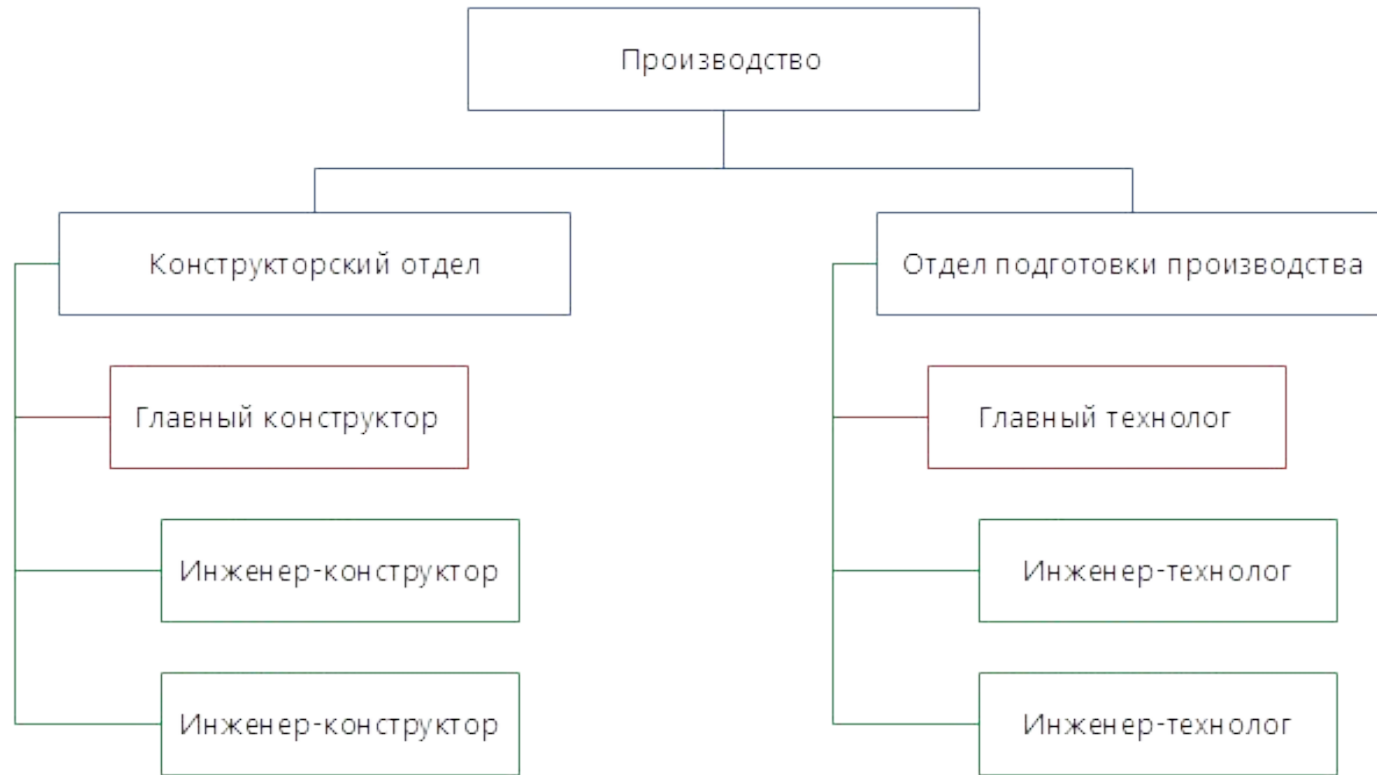 Производство
Конструкторский отдел
Отдел подготовки производства
Главный конструктор
Главный технолог
Инженер-конструктор
Инженер-технолог
Инженер-конструктор
Инженер-технолог